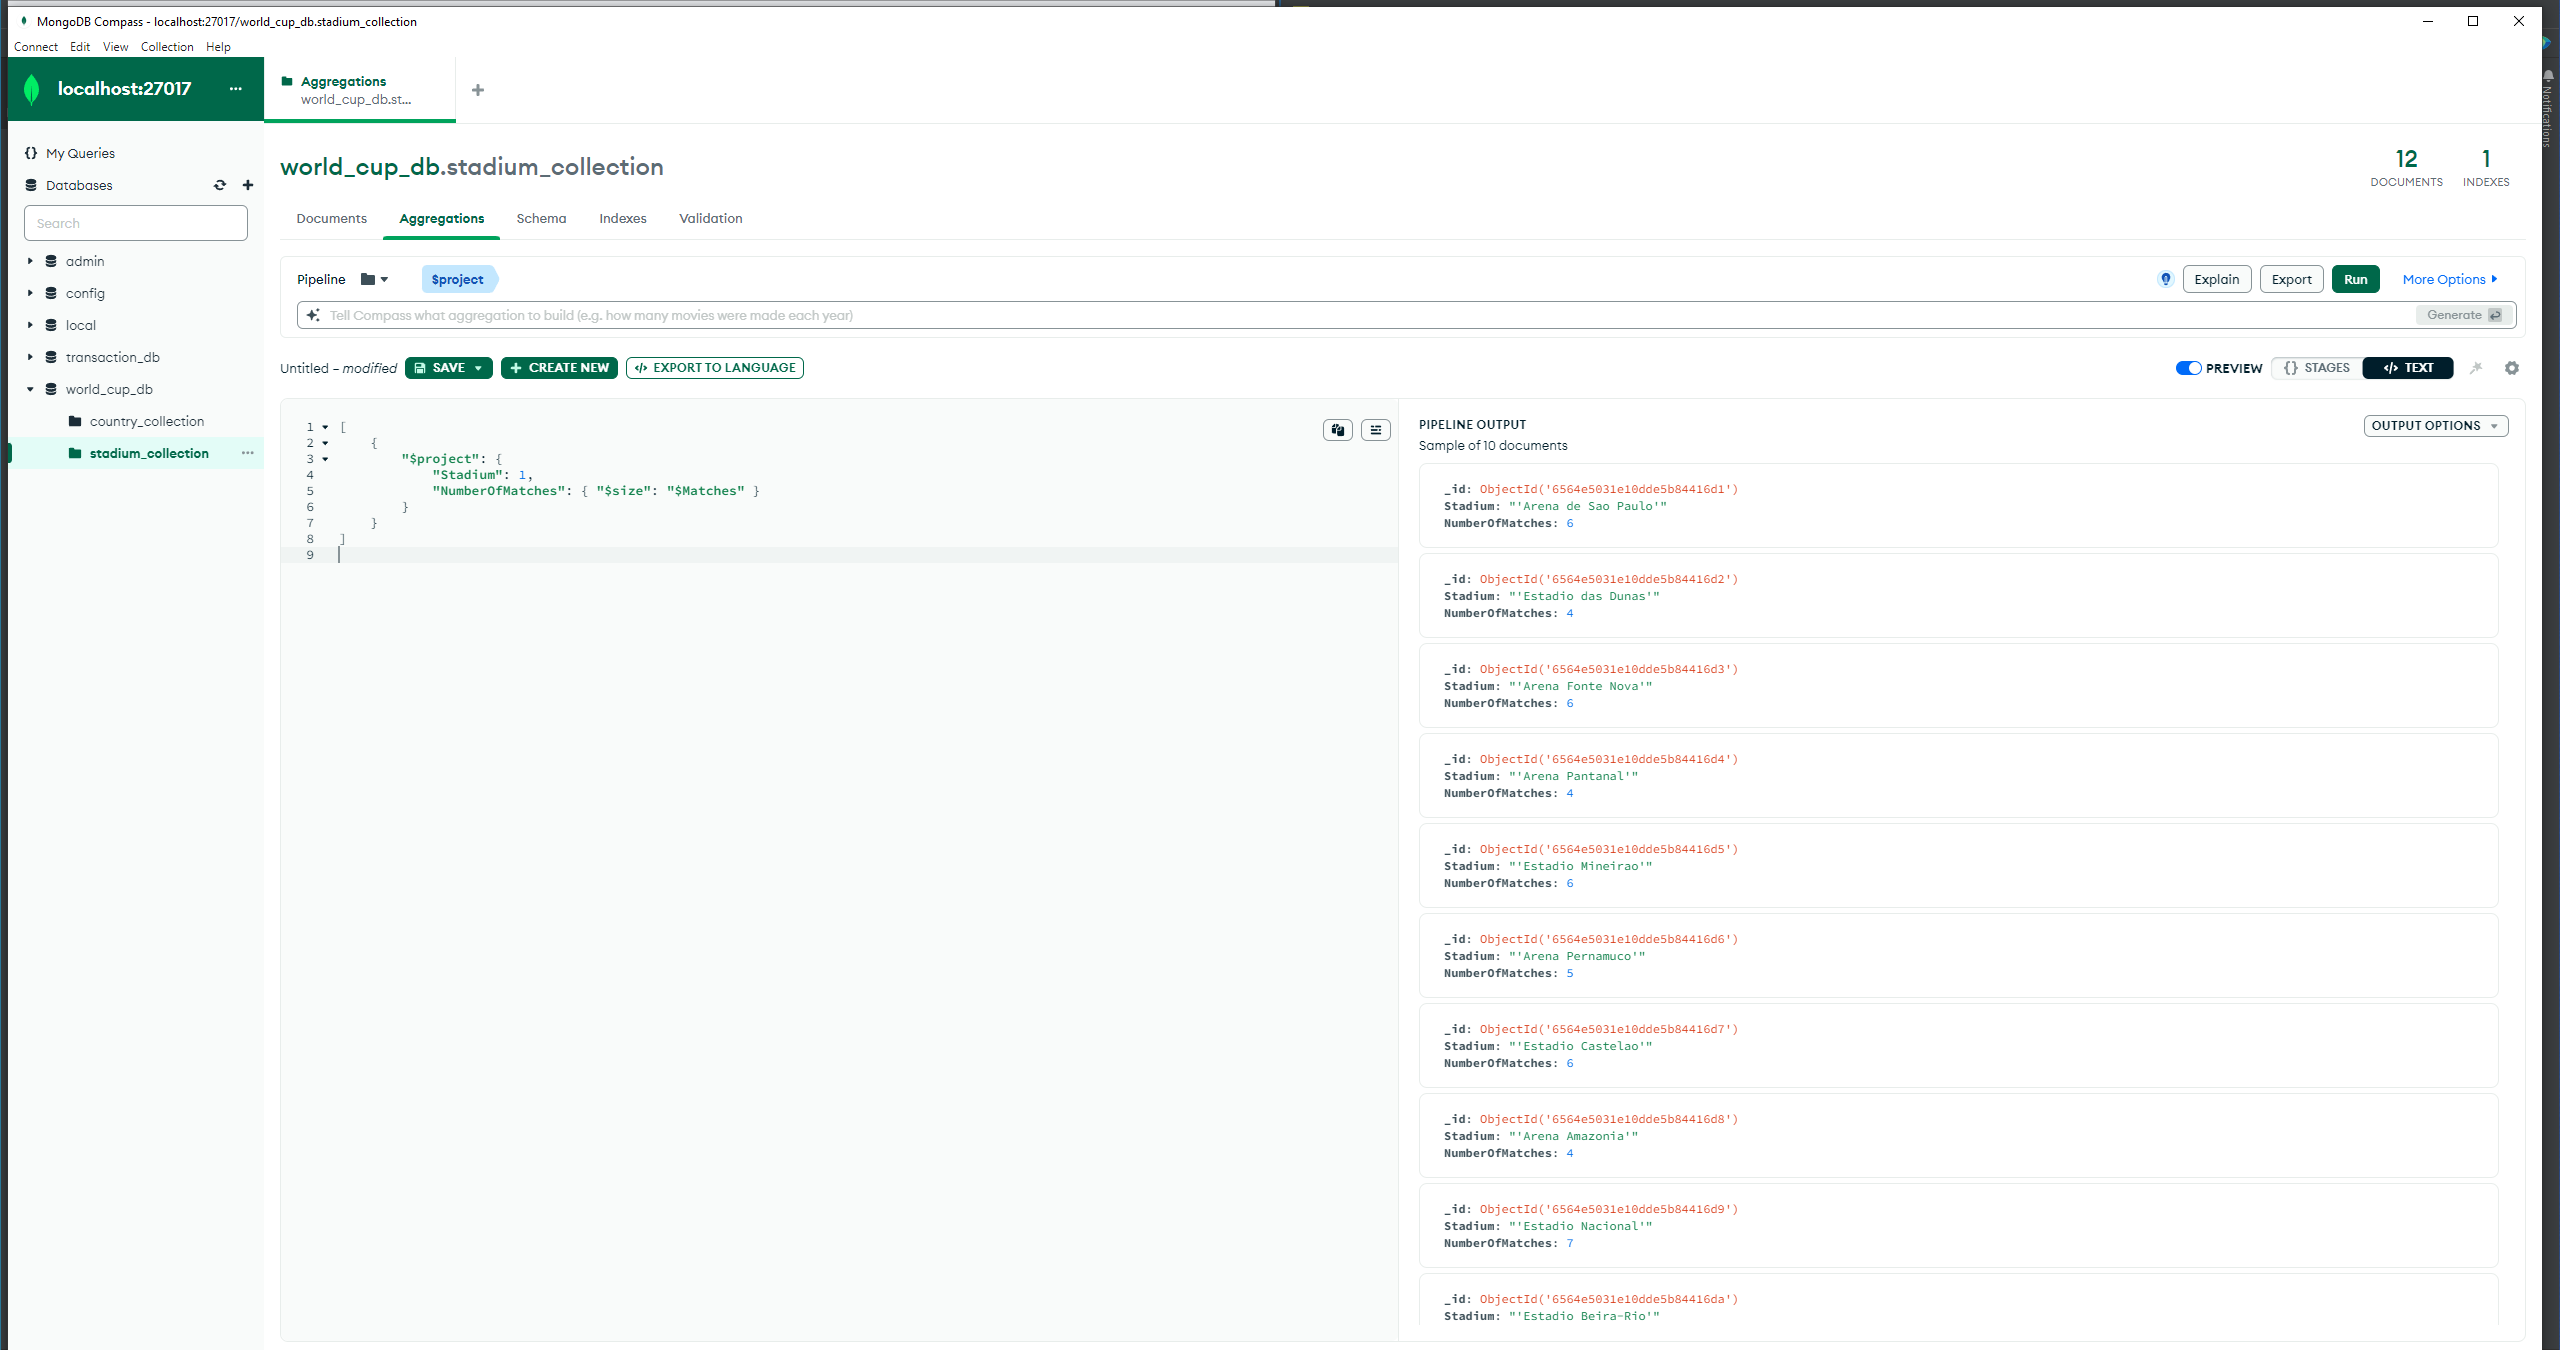 MongoDB Compass - localhost:27017/world_cup_db.stadium_collection
Connect Edit View Collection Help
localhost:27017 ...
Aggregations
world_cup_db.st...
Notifications
My Queries
Databases
Search
admin
config
local
transaction_db
world_cup_db
country_collection
stadium_collection ...
world_cup_db.stadium_collection
12
DOCUMENTS
1
INDEXES
Documents Aggregations Schema Indexes Validation
Pipeline $project Explain Export Run More Options
Tell Compass what aggregation to build (e.g. how many movies were made each year) Generate
Untitled – modified SAVE + CREATE NEW </> EXPORT TO LANGUAGE PREVIEW {} STAGES </> TEXT
1 [
2 {
3 "$project": {
4 "Stadium": 1,
5 "NumberOfMatches": { "$size": "$Matches" }
6 }
7 }
8 ]
9
PIPELINE OUTPUT
Sample of 10 documents
OUTPUT OPTIONS
_id: ObjectId('6564e5031e10dde5b84416d1')
Stadium: "'Arena de Sao Paulo'"
NumberOfMatches: 6
_id: ObjectId('6564e5031e10dde5b84416d2')
Stadium: "'Estadio das Dunas'"
NumberOfMatches: 4
_id: ObjectId('6564e5031e10dde5b84416d3')
Stadium: "'Arena Fonte Nova'"
NumberOfMatches: 6
_id: ObjectId('6564e5031e10dde5b84416d4')
Stadium: "'Arena Pantanal'"
NumberOfMatches: 4
_id: ObjectId('6564e5031e10dde5b84416d5')
Stadium: "'Estadio Mineirao'"
NumberOfMatches: 6
_id: ObjectId('6564e5031e10dde5b84416d6')
Stadium: "'Arena Pernamuco'"
NumberOfMatches: 5
_id: ObjectId('6564e5031e10dde5b84416d7')
Stadium: "'Estadio Castelao'"
NumberOfMatches: 6
_id: ObjectId('6564e5031e10dde5b84416d8')
Stadium: "'Arena Amazonia'"
NumberOfMatches: 4
_id: ObjectId('6564e5031e10dde5b84416d9')
Stadium: "'Estadio Nacional'"
NumberOfMatches: 7
_id: ObjectId('6564e5031e10dde5b84416da')
Stadium: "'Estadio Beira-Rio'"